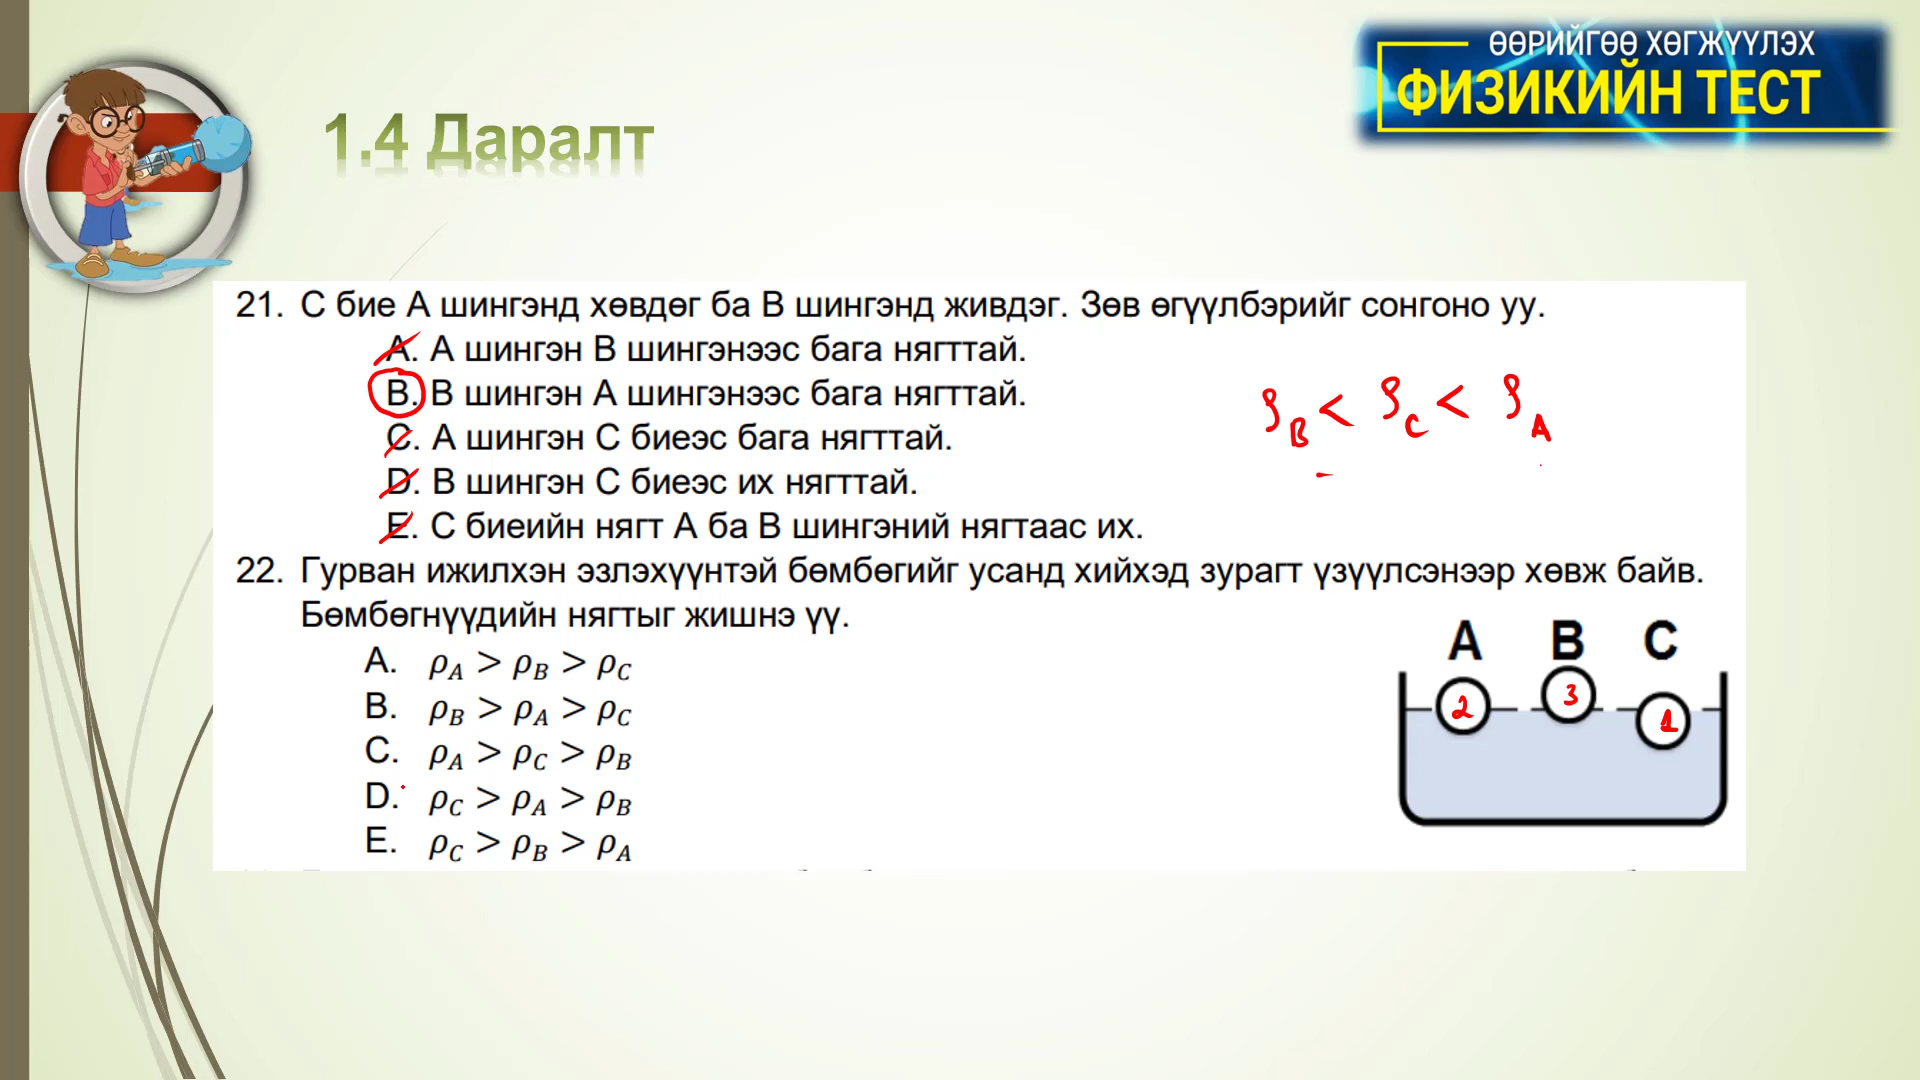 ӨӨРИЙГӨӨ ХӨГЖҮҮЛЭХ
ФИЗИКИЙН ТЕСТ
1.4 Даралт
21. С бие А шингэнд хөвдөг ба В шингэнд живдэг. Зөв өгүүлбэрийг сонгоно уу.
A. А шингэн В шингэнээс бага нягттай.
B. В шингэн А шингэнээс бага нягттай.
C. А шингэн С биеэс бага нягттай.
D. В шингэн С биеэс их нягттай.
E. С биеийн нягт А ба В шингэний нягтаас их.
ρB < ρC < ρA
22. Гурван ижилхэн эзлэхүүнтэй бөмбөгийг усанд хийхэд зурагт үзүүлсэнээр хөвж байв.
Бөмбөгнүүдийн нягтыг жишнэ үү.
A. ρA > ρB > ρC
B. ρB > ρA > ρC
C. ρA > ρC > ρB
D. ρC > ρA > ρB
E. ρC > ρB > ρA
A B C
2 3 1